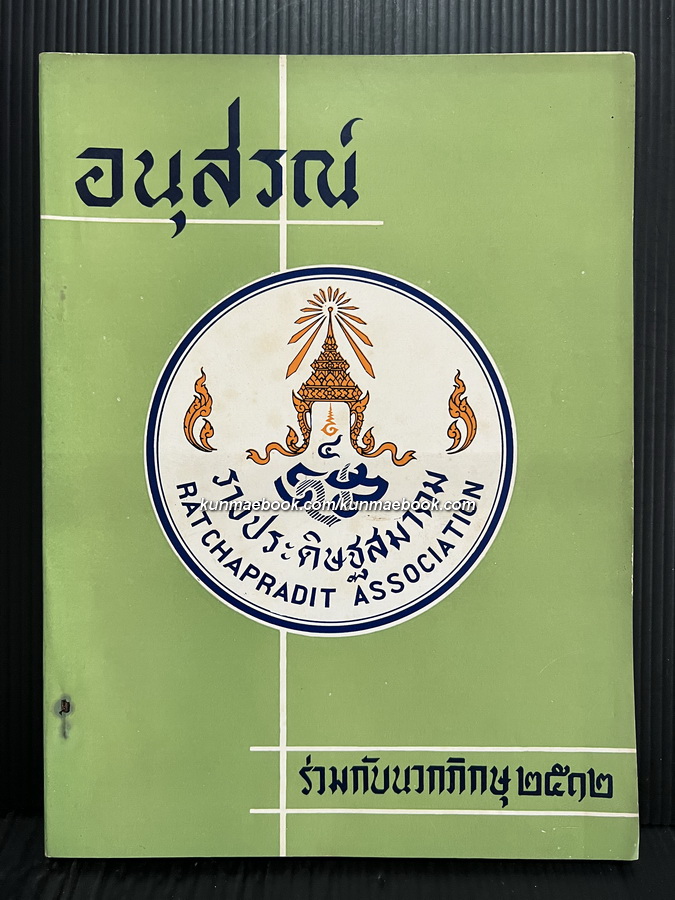 อนุสรณ์
๔
ราชประดิษฐสมาคม
RATCHAPRADIT ASSOCIATION
kunmaebook.com/kunmaebook.com
ร่วมกับนวกภิกษุ ๒๕๑๒